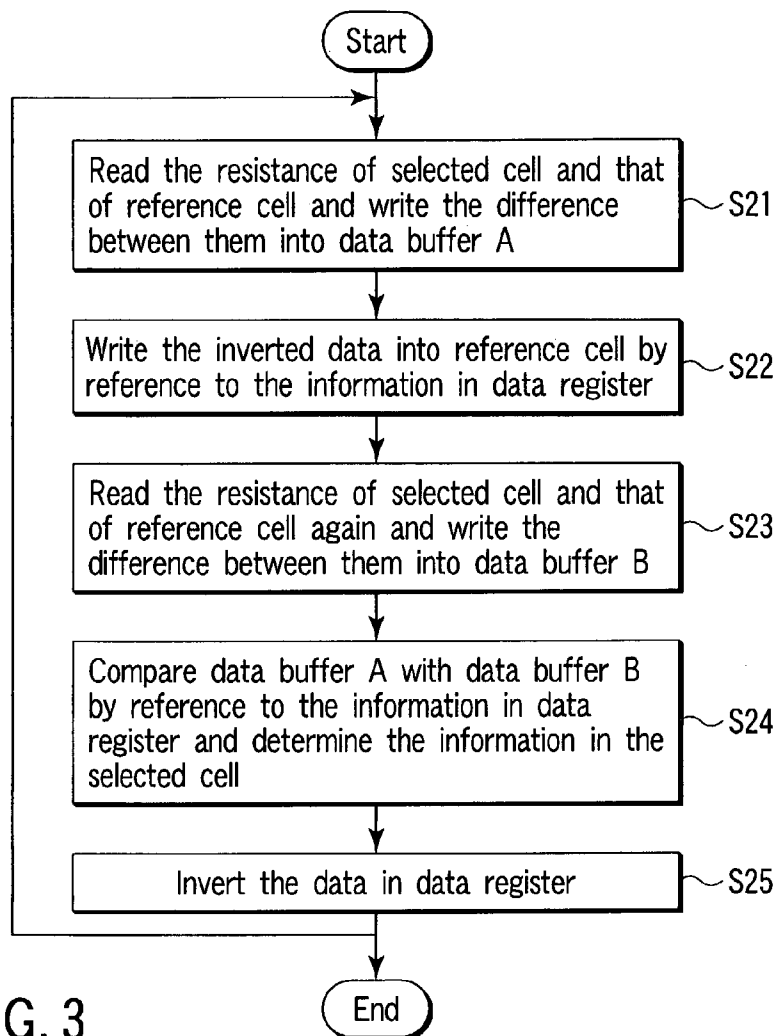 Start
Read the resistance of selected cell and that
of reference cell and write the difference
between them into data buffer A
S21
Write the inverted data into reference cell by
reference to the information in data register
S22
Read the resistance of selected cell and that
of reference cell again and write the
difference between them into data buffer B
S23
Compare data buffer A with data buffer B
by reference to the information in data
register and determine the information in the
selected cell
S24
Invert the data in data register
S25
End
G. 3